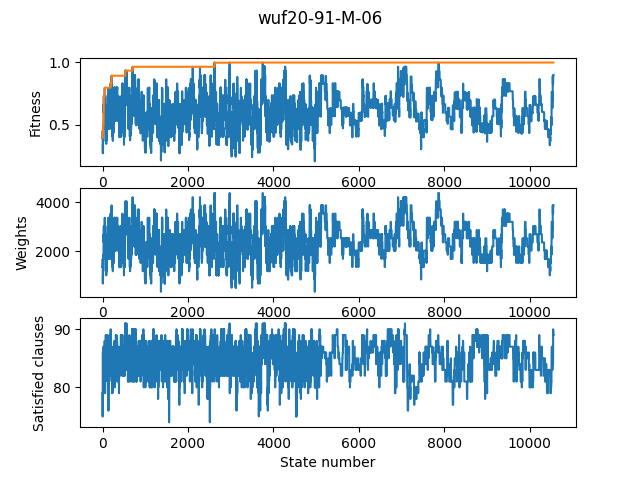 wuf20-91-M-06
1.0
0.5
Fitness
0 2000 4000 6000 8000 10000
4000
2000
Weights
0 2000 4000 6000 8000 10000
90
80
Satisfied clauses
0 2000 4000 6000 8000 10000
State number